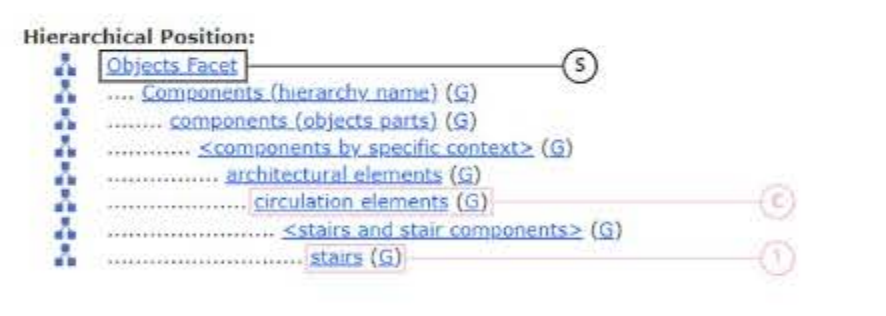 Hierarchical Position:
Objects Facet S
.... Components (hierarchy name) (G)
........ components (objects parts) (G)
............ <components by specific context> (G)
................ architectural elements (G)
.................... circulation elements (G) C
........................ <stairs and stair components> (G)
............................ stairs (G) 1